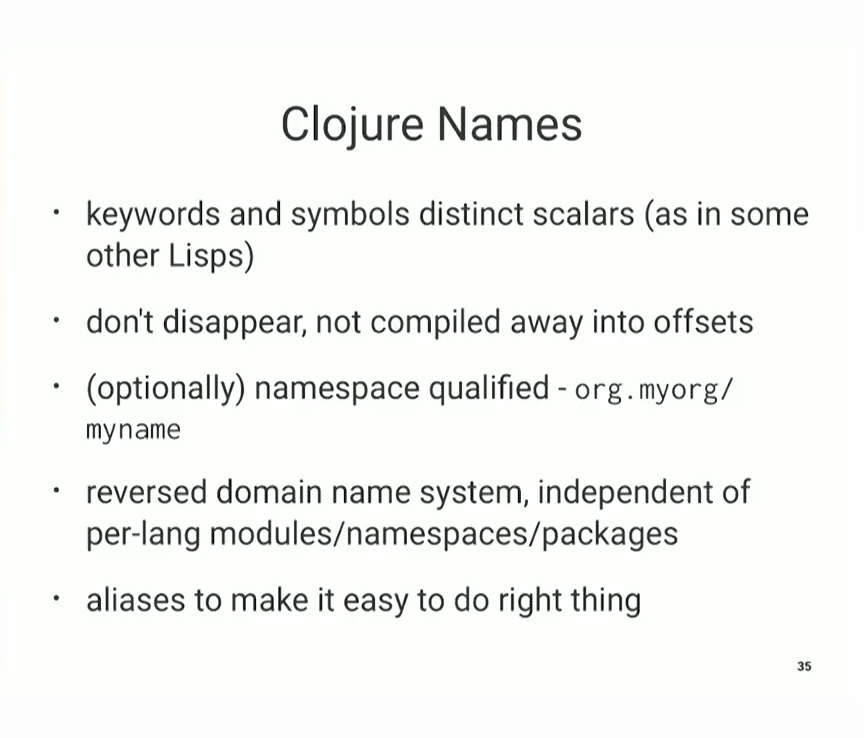 Clojure Names
• keywords and symbols distinct scalars (as in some
other Lisps)
• don't disappear, not compiled away into offsets
• (optionally) namespace qualified - org.myorg/
myname
• reversed domain name system, independent of
per-lang modules/namespaces/packages
• aliases to make it easy to do right thing
35